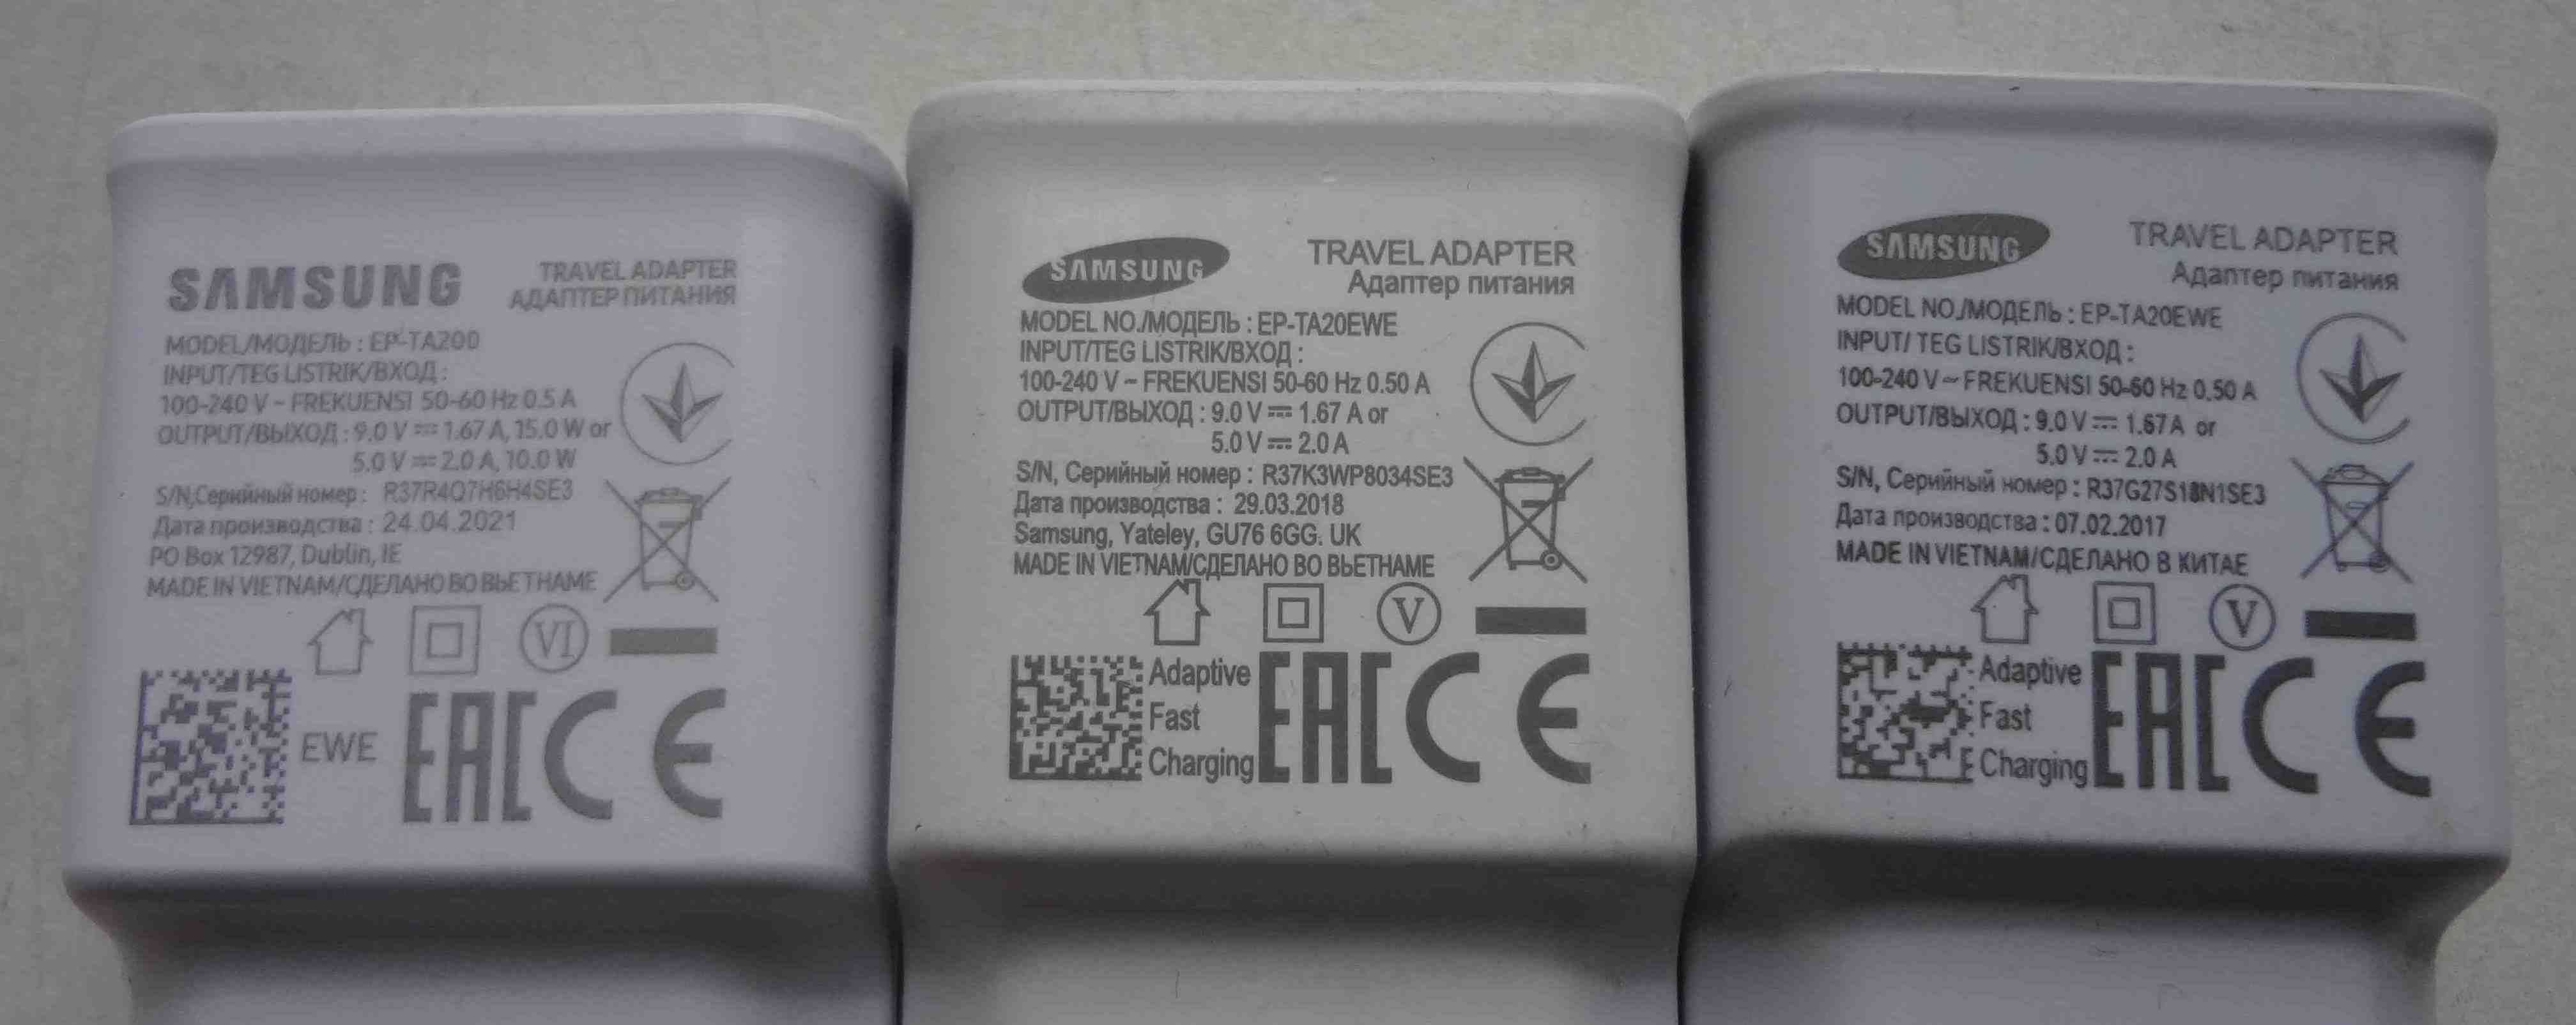 SAMSUNG
TRAVEL ADAPTER
АДАПТЕР ПИТАНИЯ
MODEL/МОДЕЛЬ : EP-TA200
INPUT/TEG LISTRIK/ВХОД :
100-240 V ~ FREKUENSI 50-60 Hz 0.5 A
OUTPUT/ВЫХОД : 9.0 V ⎓ 1.67 A, 15.0 W or
5.0 V ⎓ 2.0 A, 10.0 W
S/N,Серийный номер : R37R4Q7H6H4SE3
Дата производства : 24.04.2021
PO Box 12987, Dublin, IE
MADE IN VIETNAM/СДЕЛАНО ВО ВЬЕТНАМЕ
VI
EWE
EAC CE
SAMSUNG
TRAVEL ADAPTER
Адаптер питания
MODEL NO./МОДЕЛЬ : EP-TA20EWE
INPUT/TEG LISTRIK/ВХОД :
100-240 V ~ FREKUENSI 50-60 Hz 0.50 A
OUTPUT/ВЫХОД : 9.0 V ⎓ 1.67 A or
5.0 V ⎓ 2.0 A
S/N, Серийный номер : R37K3WP8034SE3
Дата производства : 29.03.2018
Samsung, Yateley, GU76 6GG. UK
MADE IN VIETNAM/СДЕЛАНО ВО ВЬЕТНАМЕ
V
Adaptive
Fast
Charging
EAC CE
SAMSUNG
TRAVEL ADAPTER
Адаптер питания
MODEL NO./МОДЕЛЬ : EP-TA20EWE
INPUT/ TEG LISTRIK/ВХОД :
100-240 V ~ FREKUENSI 50-60 Hz 0.50 A
OUTPUT/ВЫХОД : 9.0 V ⎓ 1.67 A or
5.0 V ⎓ 2.0 A
S/N, Серийный номер : R37G27S18N1SE3
Дата производства : 07.02.2017
MADE IN VIETNAM/СДЕЛАНО В КИТАЕ
V
Adaptive
Fast
Charging
EAC CE